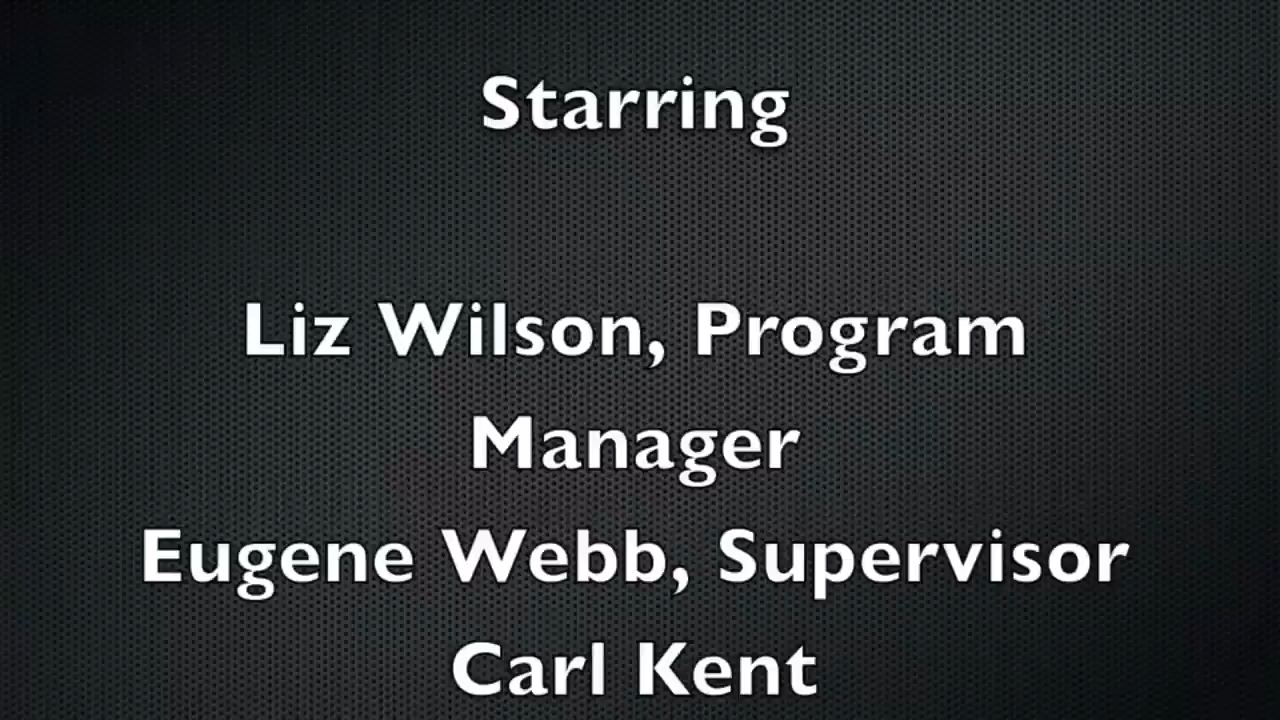 Starring
Liz Wilson, Program
Manager
Eugene Webb, Supervisor
Carl Kent